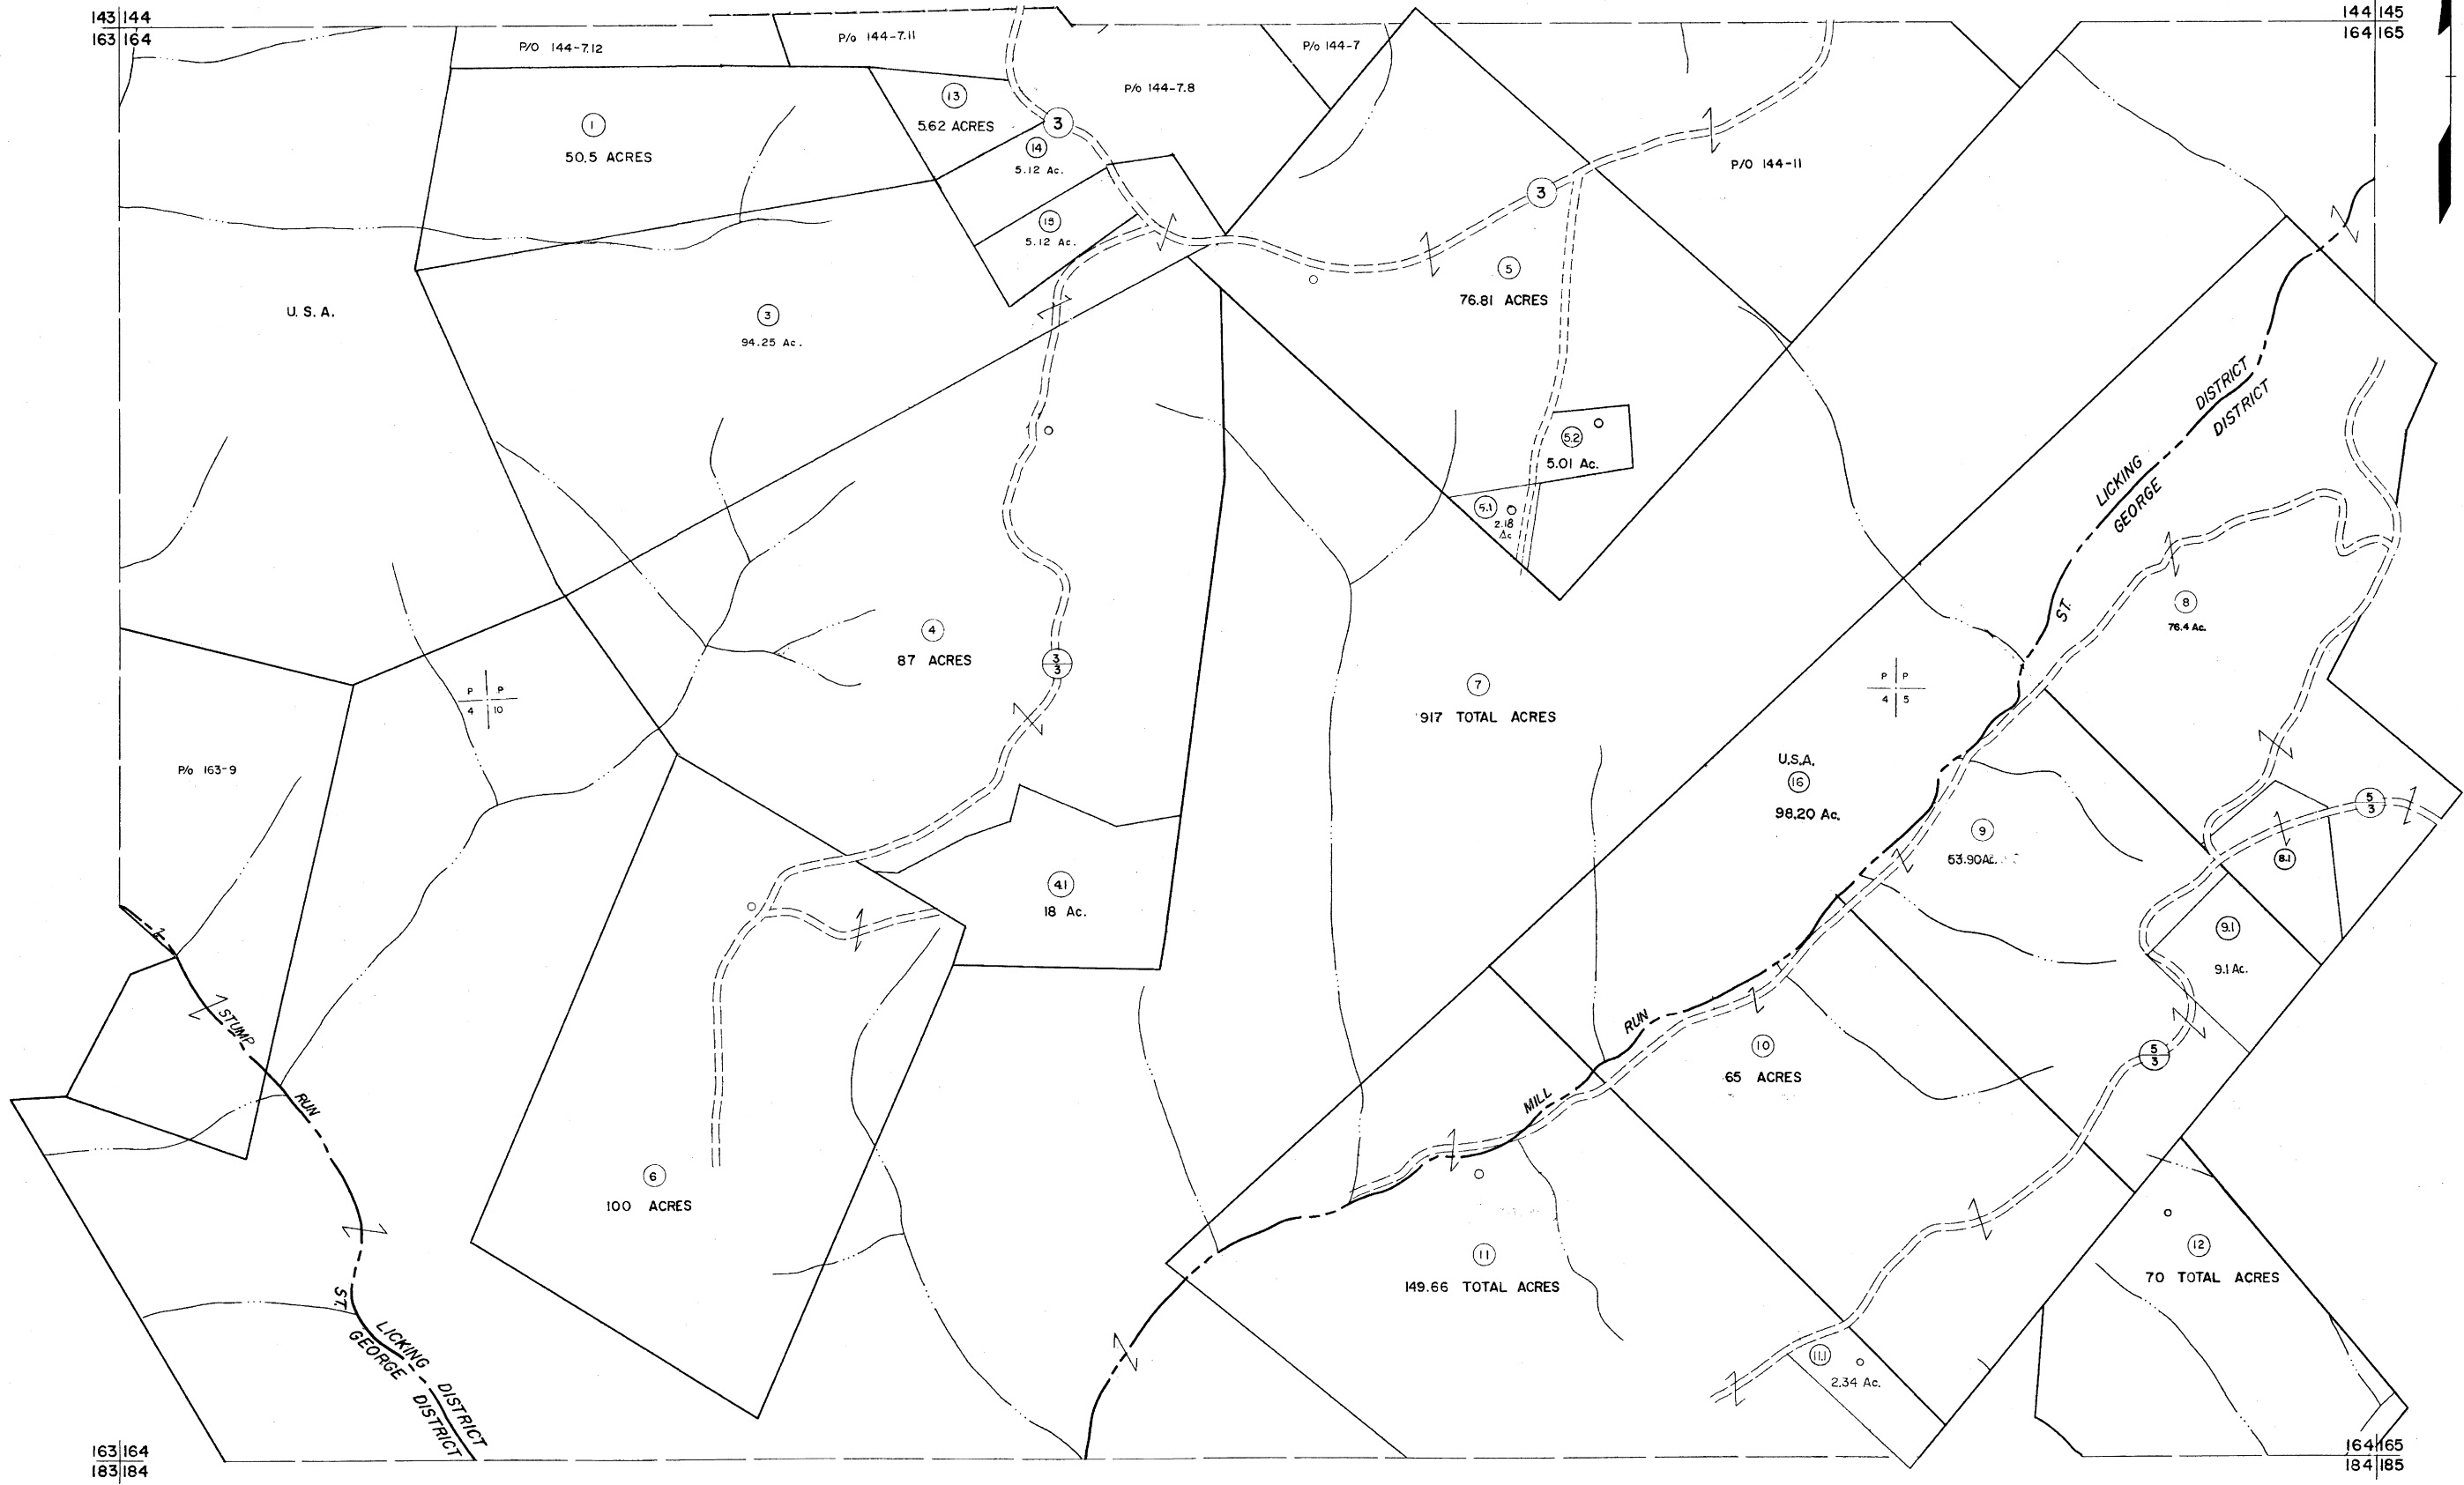 143 144
163 164
144 145
164 165
P/O 144-7.12
P/o 144-7.11
P/o 144-7.8
P/o 144-7
P/O 144-11
1
50.5 ACRES
13
5.62 ACRES
3
14
5.12 Ac.
15
5.12 Ac.
3
5
76.81 ACRES
U.S.A.
3
94.25 Ac.
5.2
5.01 Ac.
5.1
2.18
Ac
LICKING DISTRICT
ST. GEORGE DISTRICT
8
76.4 Ac.
4
87 ACRES
3
3
P P
4 10
7
917 TOTAL ACRES
P P
4 5
P/o 163-9
U.S.A.
16
98.20 Ac.
9
53.90 Ac.
5
3
8.1
4.1
18 Ac.
9.1
9.1 Ac.
STUMP RUN
MILL RUN
10
65 ACRES
5
3
6
100 ACRES
11
149.66 TOTAL ACRES
12
70 TOTAL ACRES
11.1
2.34 Ac.
LICKING DISTRICT
ST. GEORGE DISTRICT
163 164
183 184
164 165
184 185